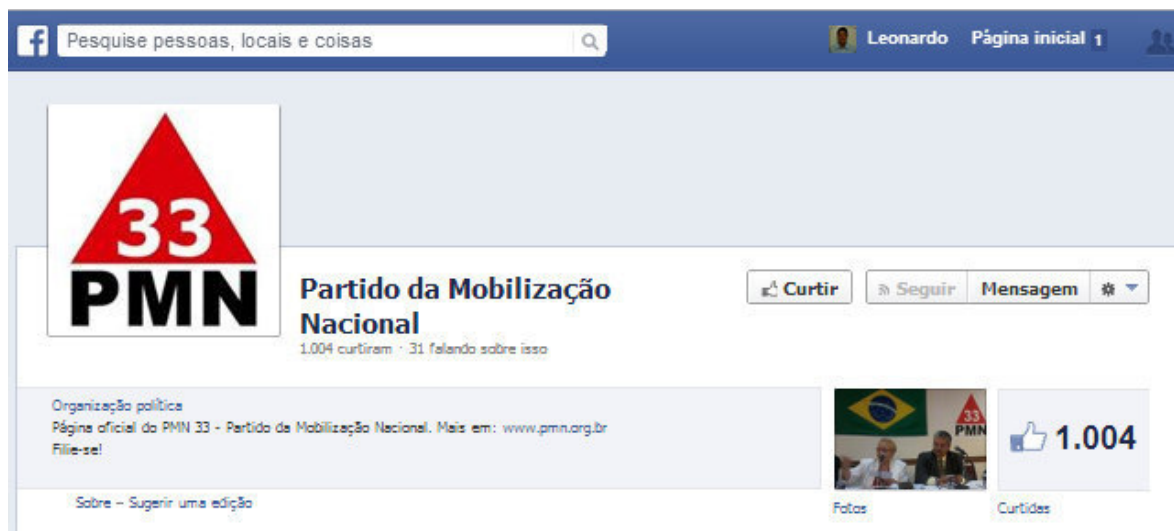 f Pesquise pessoas, locais e coisas Leonardo Página inicial 1
33
PMN
Partido da Mobilização
Nacional
1.004 curtiram · 31 falando sobre isso
Curtir Seguir Mensagem
Organização política
Página oficial do PMN 33 - Partido da Mobilização Nacional. Mais em: www.pmn.org.br
Filie-se!
Sobre – Sugerir uma edição
33
PMN
Fotos
1.004
Curtidas